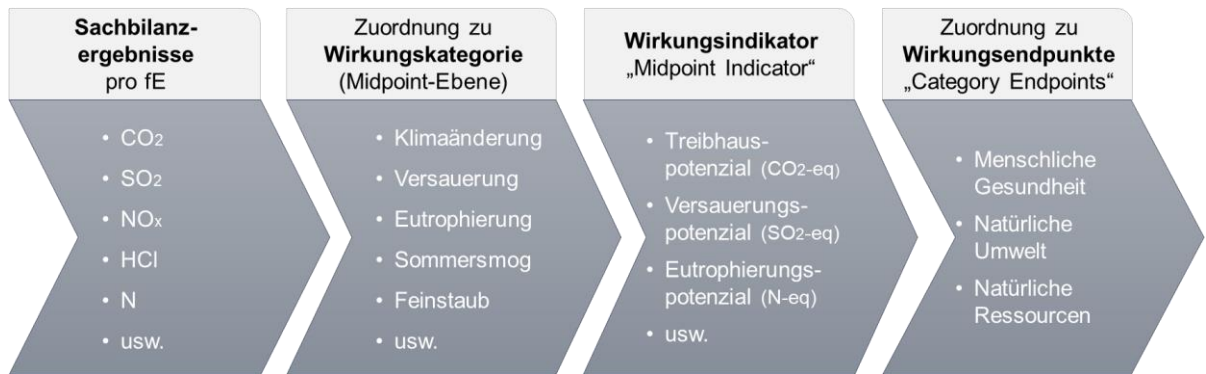 Sachbilanz-
ergebnisse
pro fE
• CO2
• SO2
• NOx
• HCl
• N
• usw.
Zuordnung zu
Wirkungskategorie
(Midpoint-Ebene)
• Klimaänderung
• Versauerung
• Eutrophierung
• Sommersmog
• Feinstaub
• usw.
Wirkungsindikator
„Midpoint Indicator“
• Treibhaus-
potenzial (CO2-eq)
• Versauerungs-
potenzial (SO2-eq)
• Eutrophierungs-
potenzial (N-eq)
• usw.
Zuordnung zu
Wirkungsendpunkte
„Category Endpoints“
• Menschliche
Gesundheit
• Natürliche
Umwelt
• Natürliche
Ressourcen